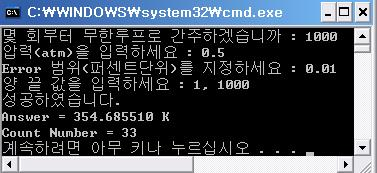 C:₩WINDOWS₩system32₩cmd.exe
몇 회부터 무한루프로 간주하겠습니까 : 1000
압력(atm)을 입력하세요 : 0.5
Error 범위(퍼센트단위)를 지정하세요 : 0.01
양 끝 값을 입력하세요 : 1, 1000
성공하였습니다.
Answer = 354.685510 K
Count Number = 33
계속하려면 아무 키나 누르십시오 . . .